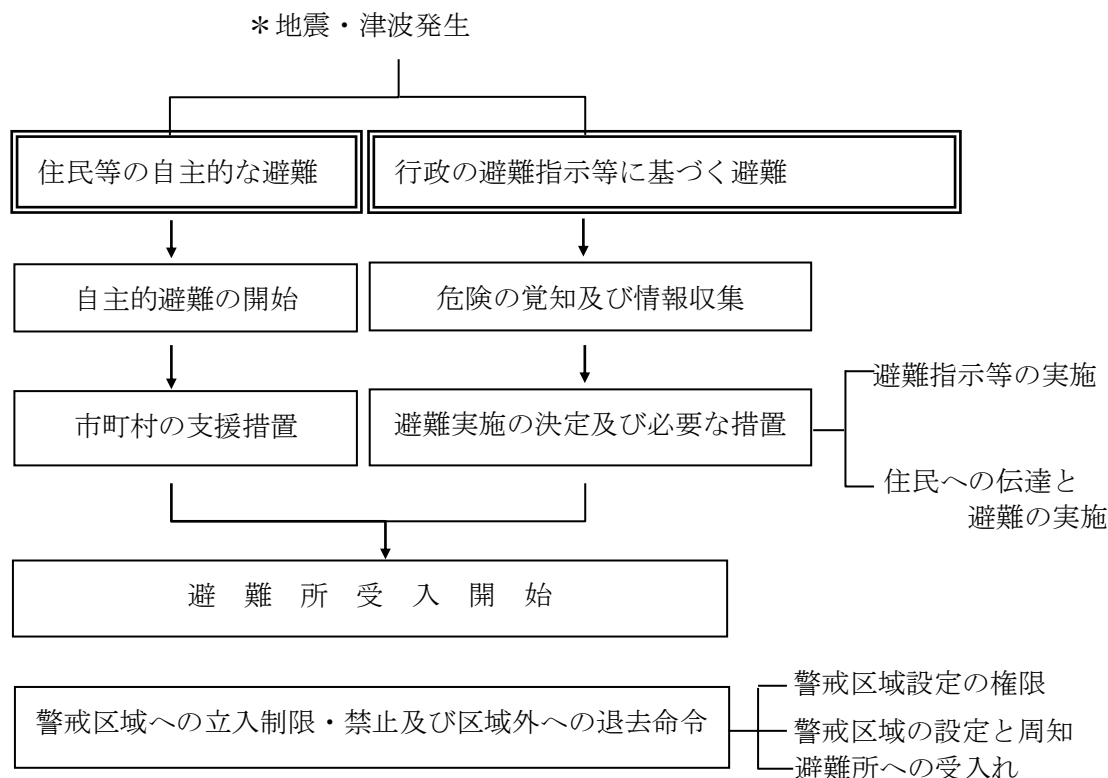 ＊地震・津波発生
住民等の自主的な避難
行政の避難指示等に基づく避難
自主的避難の開始
危険の覚知及び情報収集
市町村の支援措置
避難実施の決定及び必要な措置
避難指示等の実施
住民への伝達と
避難の実施
避難所受入開始
警戒区域への立入制限・禁止及び区域外への退去命令
警戒区域設定の権限
警戒区域の設定と周知
避難所への受入れ